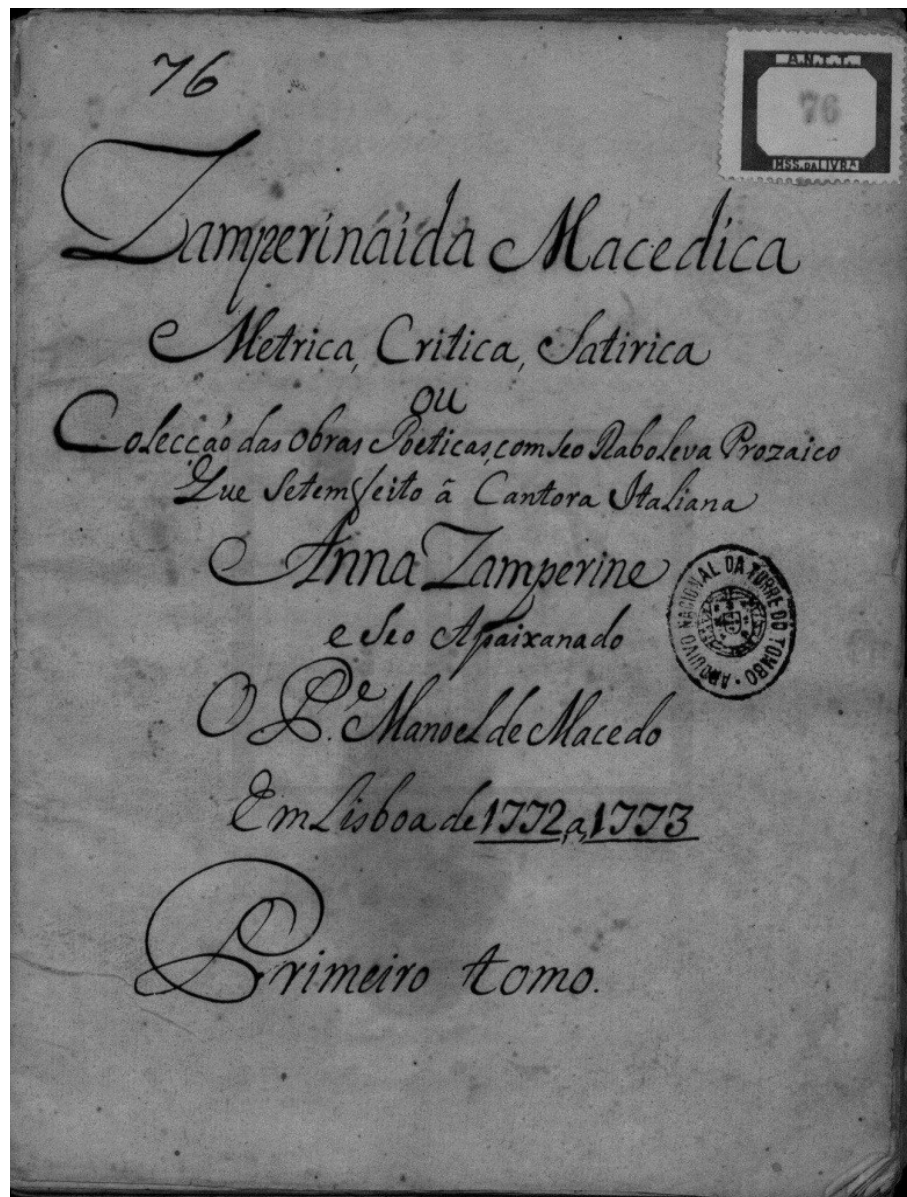 76
A.N.T.T.
76
MSS. DA LIVRA
Zamperináida Macedica
Metrica, Critica, Satirica
ou
Colecção das Obras Poeticas, com seo Raboleva Prozaico
Que se tem feito á Cantora Italiana
Anna Zamperine
e Seo Apaixanado
O P.e Manoel de Macedo
Em Lisboa de 1772 a 1773
ARQUIVO NACIONAL DA TORRE DO TOMBO
Primeiro tomo.